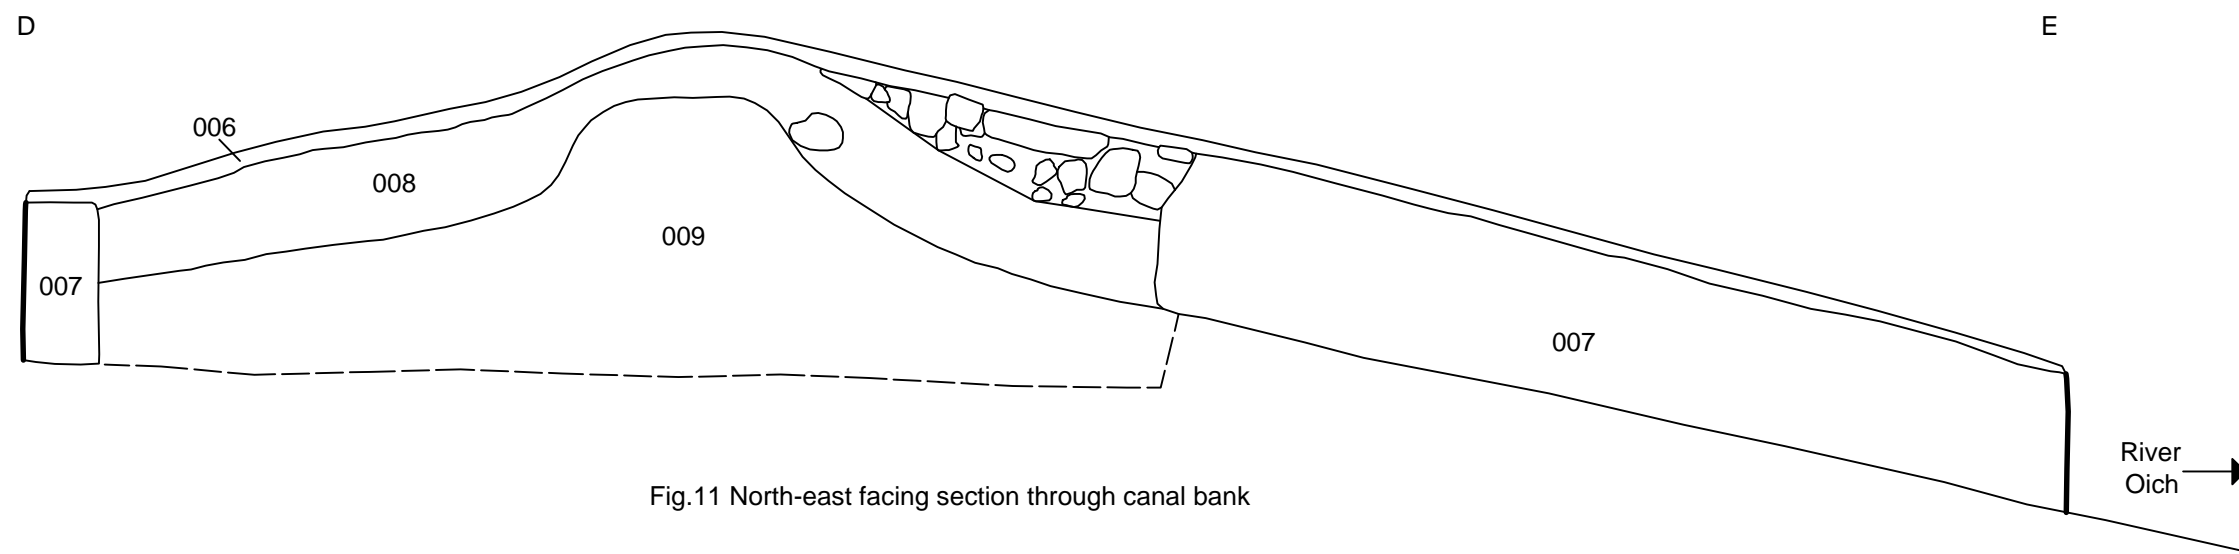 D
E
006
008
009
007
007
River
Oich
Fig.11 North-east facing section through canal bank